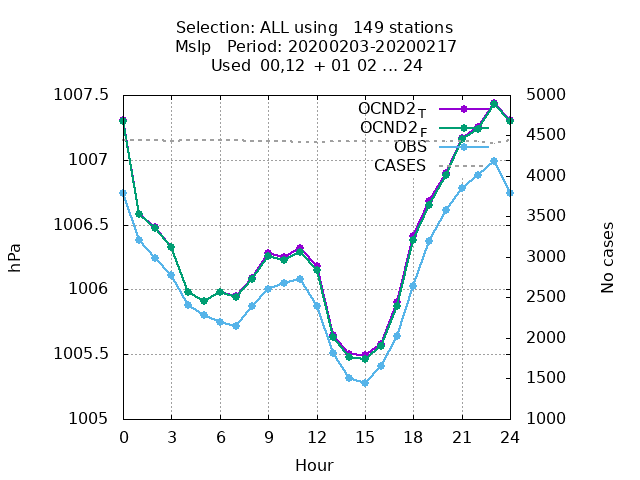 Selection: ALL using   149 stations
Mslp   Period: 20200203-20200217
Used  00,12  + 01 02 ... 24
1007.5
1007
1006.5
1006
1005.5
1005
hPa
5000
4500
4000
3500
3000
2500
2000
1500
1000
No cases
OCND2T
OCND2F
OBS
CASES
0 3 6 9 12 15 18 21 24
Hour